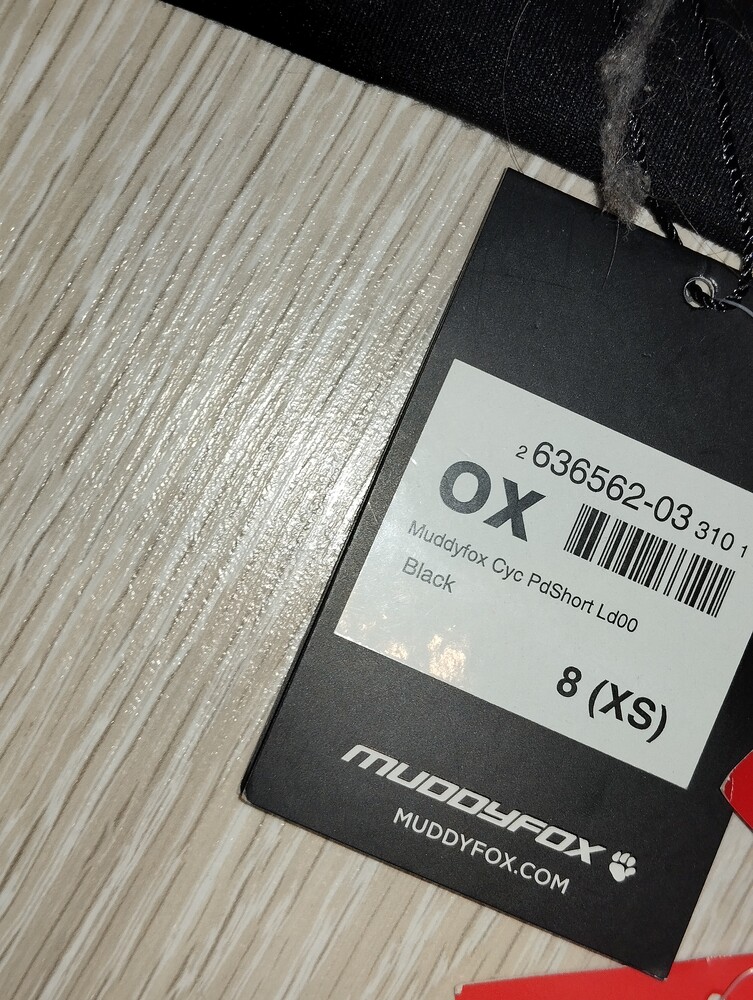 2 636562-03 310 1
OX
Muddyfox Cyc PdShort Ld00
Black
8 (XS)
MUDDYFOX
MUDDYFOX.COM